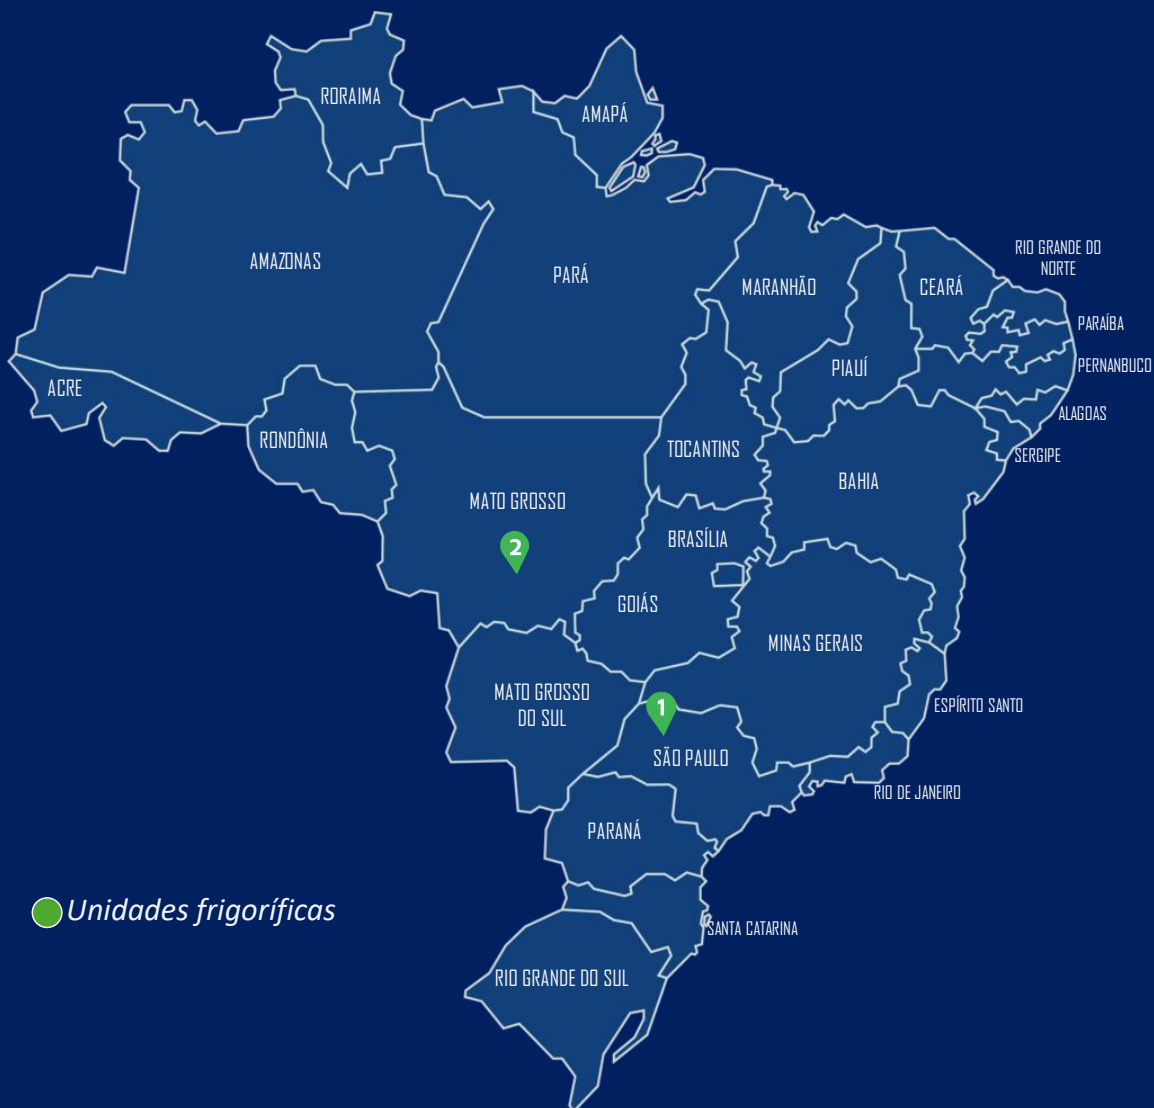 RORAIMA
AMAPÁ
AMAZONAS
PARÁ
MARANHÃO
CEARÁ
RIO GRANDE DO
NORTE
PARAÍBA
PIAUÍ
PERNANBUCO
ACRE
ALAGOAS
RONDÔNIA
TOCANTINS
SERGIPE
BAHIA
MATO GROSSO
2
BRASÍLIA
GOIÁS
MINAS GERAIS
MATO GROSSO
DO SUL
1
ESPÍRITO SANTO
SÃO PAULO
RIO DE JANEIRO
PARANÁ
Unidades frigoríficas
SANTA CATARINA
RIO GRANDE DO SUL